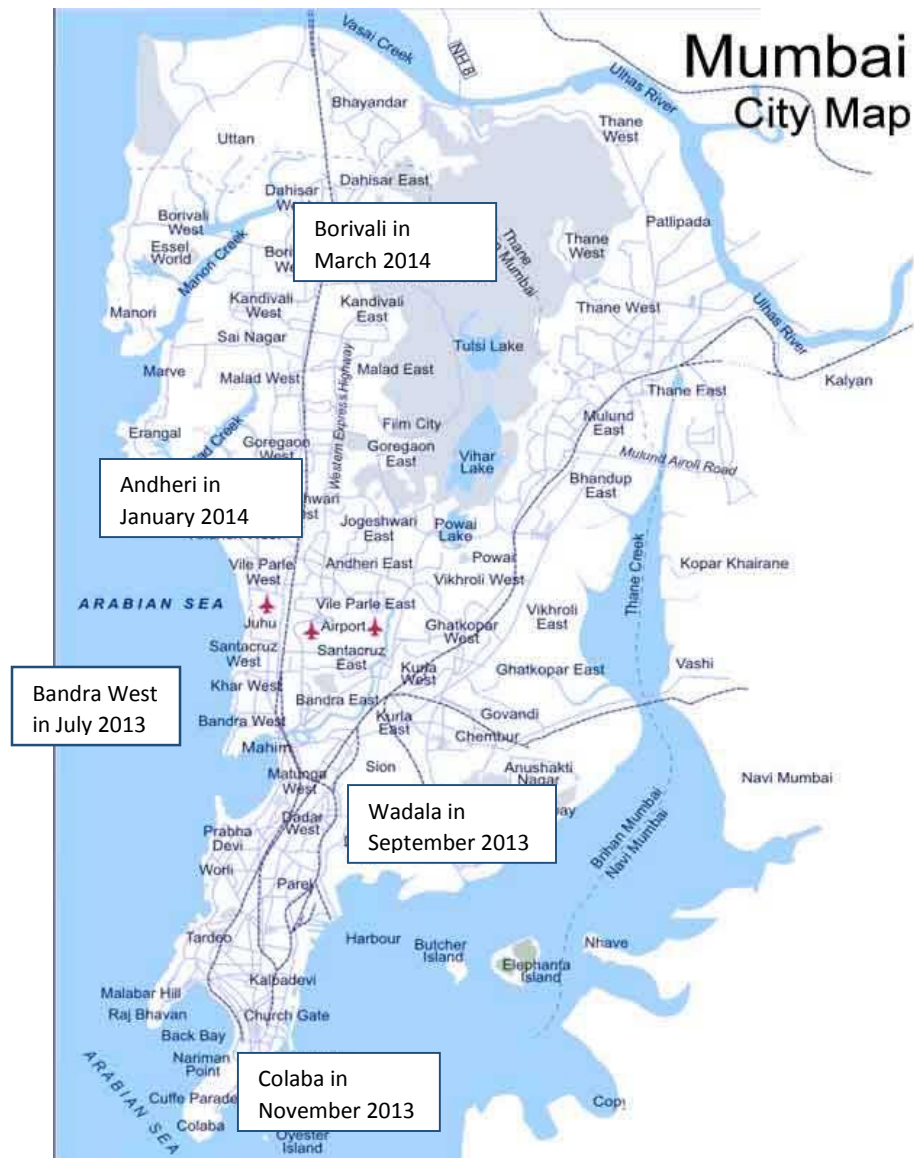 Mumbai
City Map
Vasai Creek
NH 8
Ulhas River
Bhayandar
Uttan
Thane
West
Dahisar East
Dahisar
Borivali
West
Patlipada
Borivali in
March 2014
Essel
World
Manori Creek
Thane
Mumbai
Thane
West
Kandivali
West
Kandivali
East
Thane West
Ulhas River
Manori
Sai Nagar
Tulsi Lake
Marve
Malad West
Western Express Highway
Malad East
Thane East
Kalyan
Erangal
Creek
Goregaon
West
Film City
Goregaon
East
Vihar
Lake
Mulund
East
Mulund Airoli Road
Bhandup
East
Andheri in
January 2014
Jogeshwari
East
Powai
Lake
Vile Parle
West
Andheri East
Powai
Vikhroli West
Thane Creek
Kopar Khairane
ARABIAN SEA
Juhu
Vile Parle East
Airport
Ghatkopar
West
Vikhroli
East
Santacruz
West
Santacruz
East
Kurla
West
Ghatkopar East
Vashi
Bandra West
in July 2013
Khar West
Bandra East
Bandra West
Kurla
East
Govandi
Chembur
Mahim
Matunga
West
Sion
Anushakti
Nagar
Navi Mumbai
Wadala in
September 2013
Dadar
West
Prabha
Devi
Brihan Mumbai
Navi Mumbai
Worli
Parel
Tardeo
Harbour
Butcher
Island
Elephanta
Island
Nhave
Kalbadevi
Malabar Hill
Raj Bhavan
Church Gate
Back Bay
Nariman
Point
Colaba in
November 2013
ARABIAN SEA
Cuffe Parade
Colaba
Oyester
Island